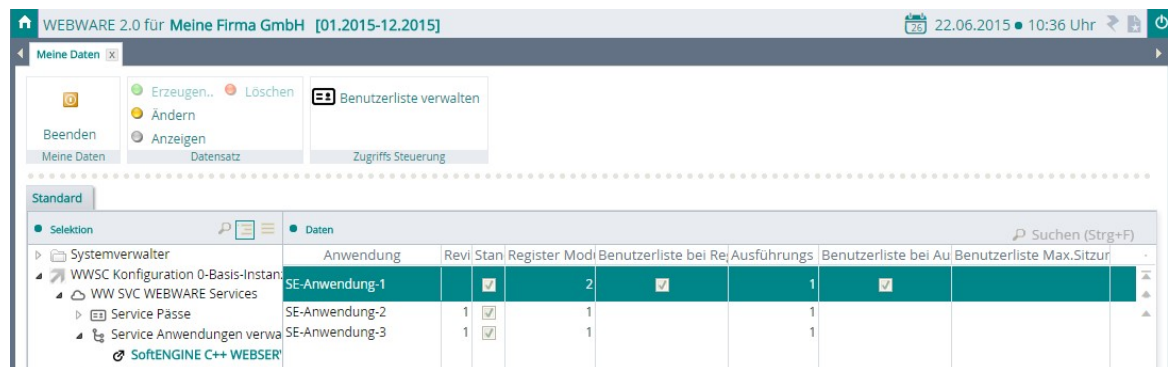 WEBWARE 2.0 für Meine Firma GmbH [01.2015-12.2015]
26 22.06.2015 ● 10:36 Uhr
Meine Daten X
Erzeugen.. Löschen
Benutzerliste verwalten
Ändern
Beenden
Anzeigen
Meine Daten Datensatz Zugriffs Steuerung
Standard
Selektion
Daten
Suchen (Strg+F)
Systemverwalter
WWSC Konfiguration 0-Basis-Instan
WW SVC WEBWARE Services
Service Pässe
Service Anwendungen verwa
SoftENGINE C++ WEBSER
Anwendung Revi Stan Register Modi Benutzerliste bei Re Ausführungs Benutzerliste bei Au Benutzerliste Max.Sitzur
SE-Anwendung-1 2 1
SE-Anwendung-2 1 1 1
SE-Anwendung-3 1 1 1